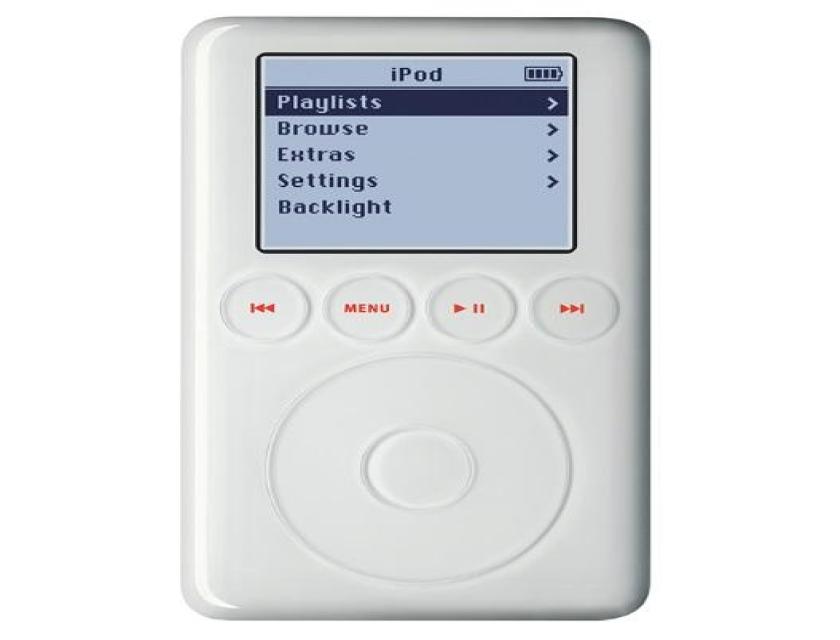 iPod
Playlists >
Browse >
Extras >
Settings >
Backlight
MENU